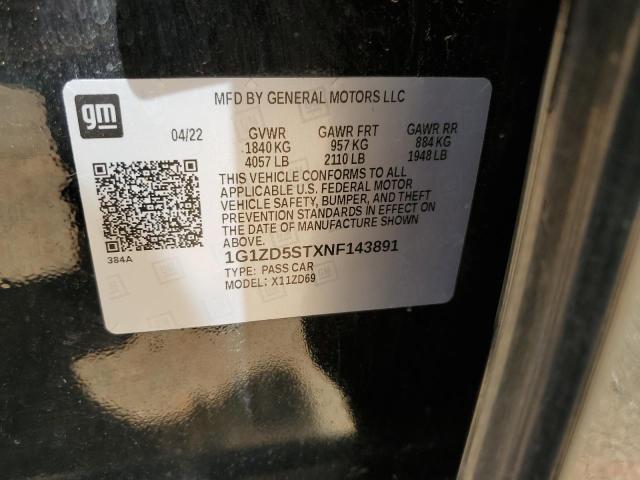 gm
MFD BY GENERAL MOTORS LLC
04/22 GVWR GAWR FRT GAWR RR
1840 KG 957 KG 884 KG
4057 LB 2110 LB 1948 LB
THIS VEHICLE CONFORMS TO ALL
APPLICABLE U.S. FEDERAL MOTOR
VEHICLE SAFETY, BUMPER, AND THEFT
PREVENTION STANDARDS IN EFFECT ON
THE DATE OF MANUFACTURE SHOWN
ABOVE.
1G1ZD5STXNF143891
TYPE: PASS CAR
MODEL: X11ZD69
384A